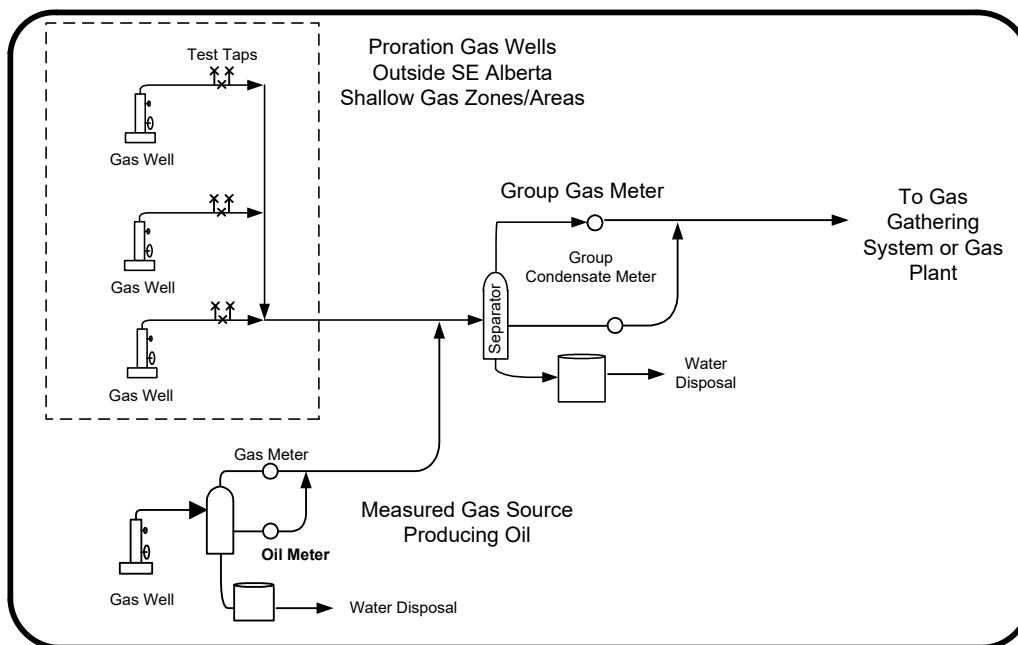 Test Taps
Proration Gas Wells
Outside SE Alberta
Shallow Gas Zones/Areas
Gas Well
Gas Well
Gas Well
Group Gas Meter
Group
Condensate Meter
To Gas
Gathering
System or Gas
Plant
Separator
Water
Disposal
Gas Meter
Measured Gas Source
Producing Oil
Oil Meter
Gas Well
Water Disposal